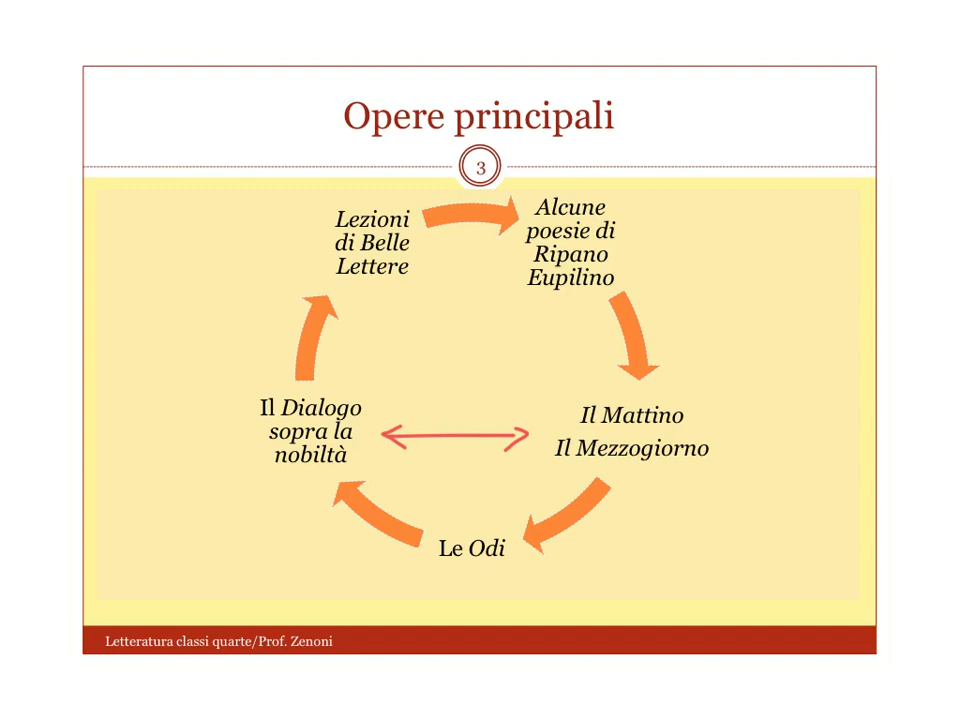 Opere principali
3
Lezioni
di Belle
Lettere
Alcune
poesie di
Ripano
Eupilino
Il Mattino
Il Mezzogiorno
Le Odi
Il Dialogo
sopra la
nobiltà
Letteratura classi quarte/Prof. Zenoni